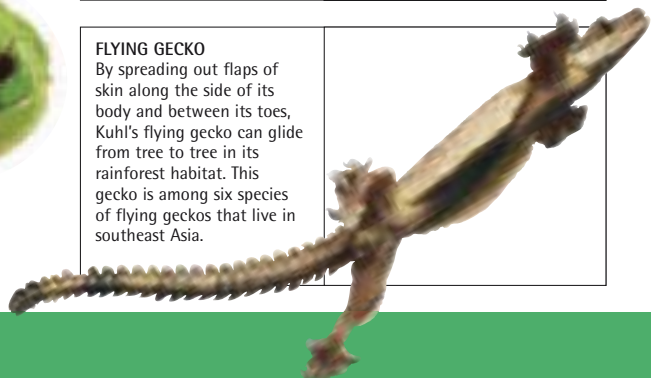 FLYING GECKO
By spreading out flaps of
skin along the side of its
body and between its toes,
Kuhl's flying gecko can glide
from tree to tree in its
rainforest habitat. This
gecko is among six species
of flying geckos that live in
southeast Asia.